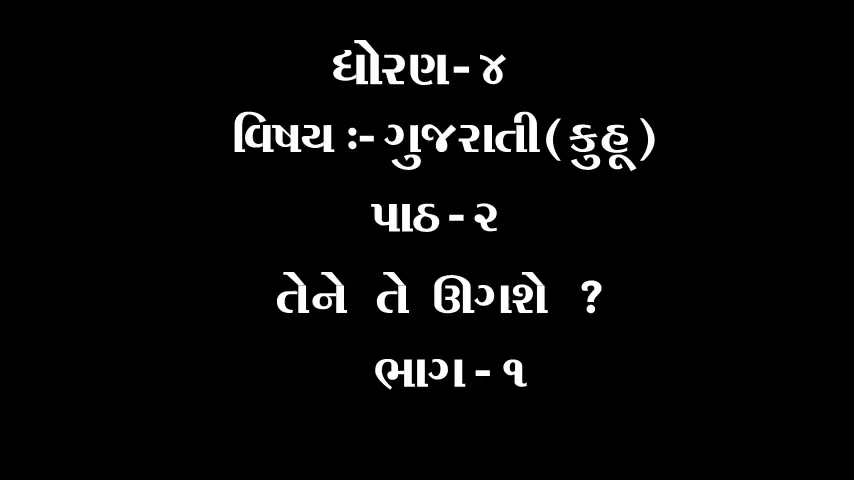 ધોરણ-૪
વિષય :- ગુજરાતી(કુહૂ)
પાઠ-૨
તેને તે ઊગશે ?
ભાગ-૧